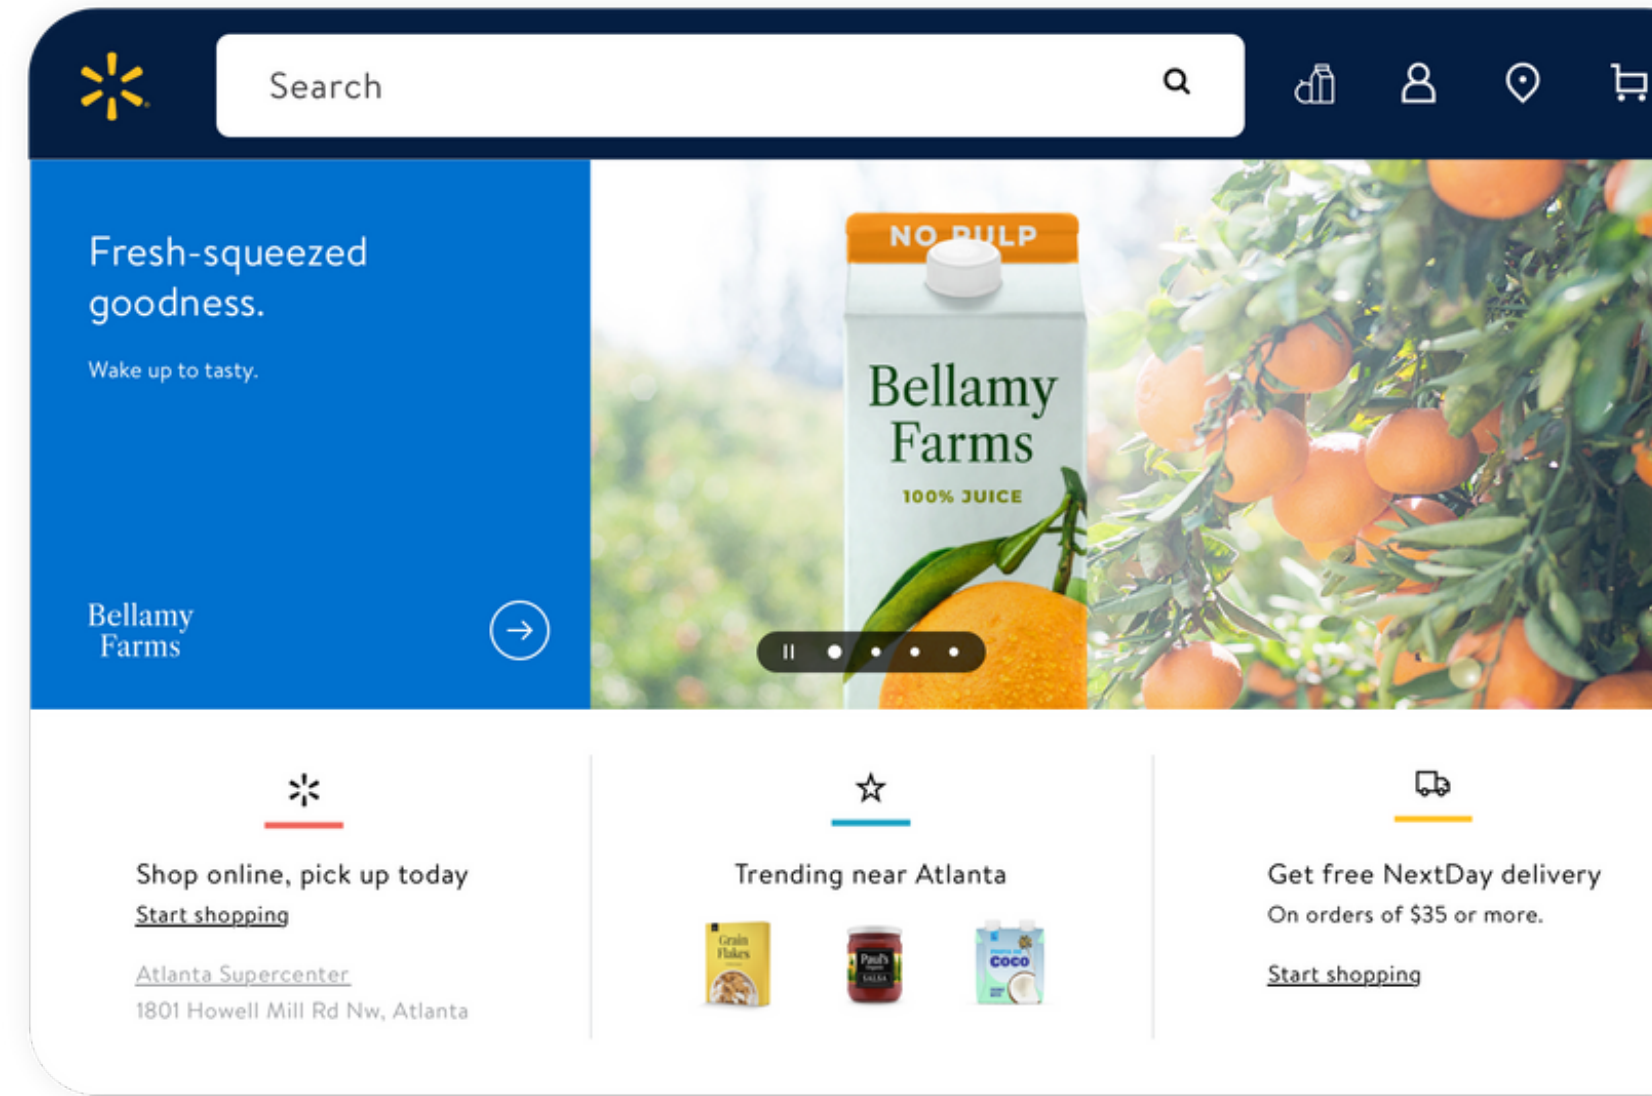 Search
Fresh-squeezed
goodness.
Wake up to tasty.
Bellamy
Farms
NO PULP
Bellamy
Farms
100% JUICE
Shop online, pick up today
Start shopping
Atlanta Supercenter
1801 Howell Mill Rd Nw, Atlanta
Trending near Atlanta
Grain
Flakes
Paul's
SALSA
COCO
Get free NextDay delivery
On orders of $35 or more.
Start shopping